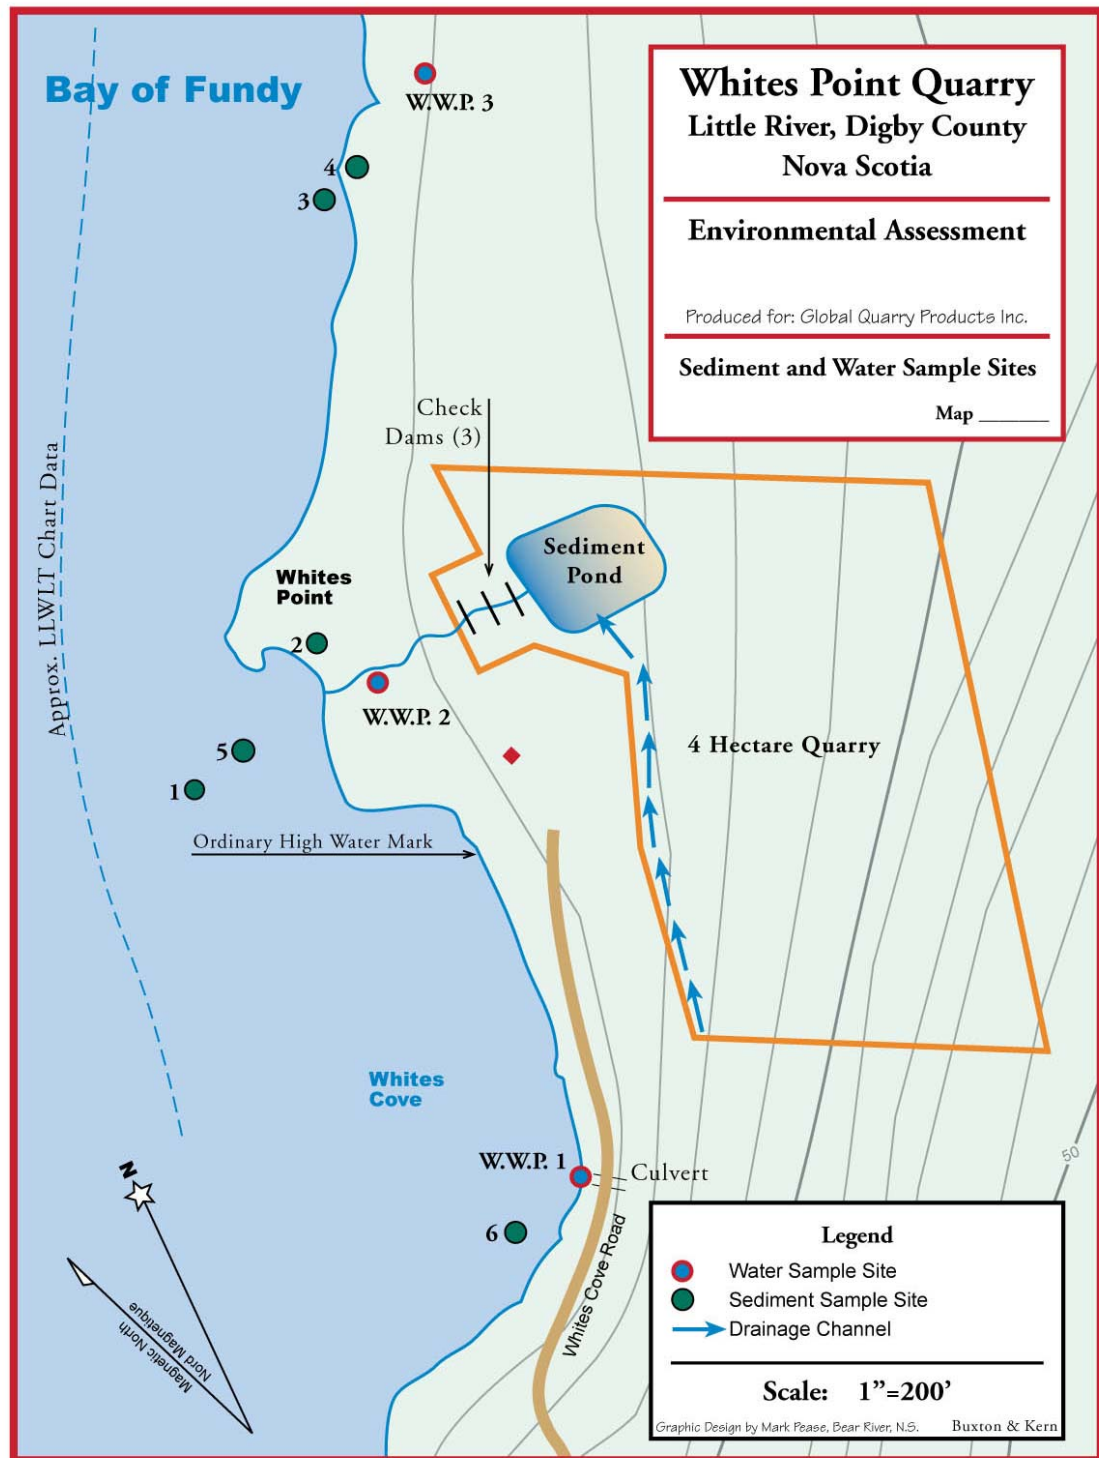 Bay of Fundy
W.W.P. 3
4
3
Whites Point Quarry
Little River, Digby County
Nova Scotia
Environmental Assessment
Produced for: Global Quarry Products Inc.
Sediment and Water Sample Sites
Map _______
Check
Dams (3)
Approx. LLWLT Chart Data
Sediment
Pond
Whites
Point
2
W.W.P. 2
4 Hectare Quarry
5
1
Ordinary High Water Mark
Whites
Cove
W.W.P. 1
Culvert
50
6
Whites Cove Road
N
Magnetic North
Nord Magnetique
Legend
Water Sample Site
Sediment Sample Site
Drainage Channel
Scale: 1”=200’
Graphic Design by Mark Pease, Bear River, N.S. Buxton & Kern